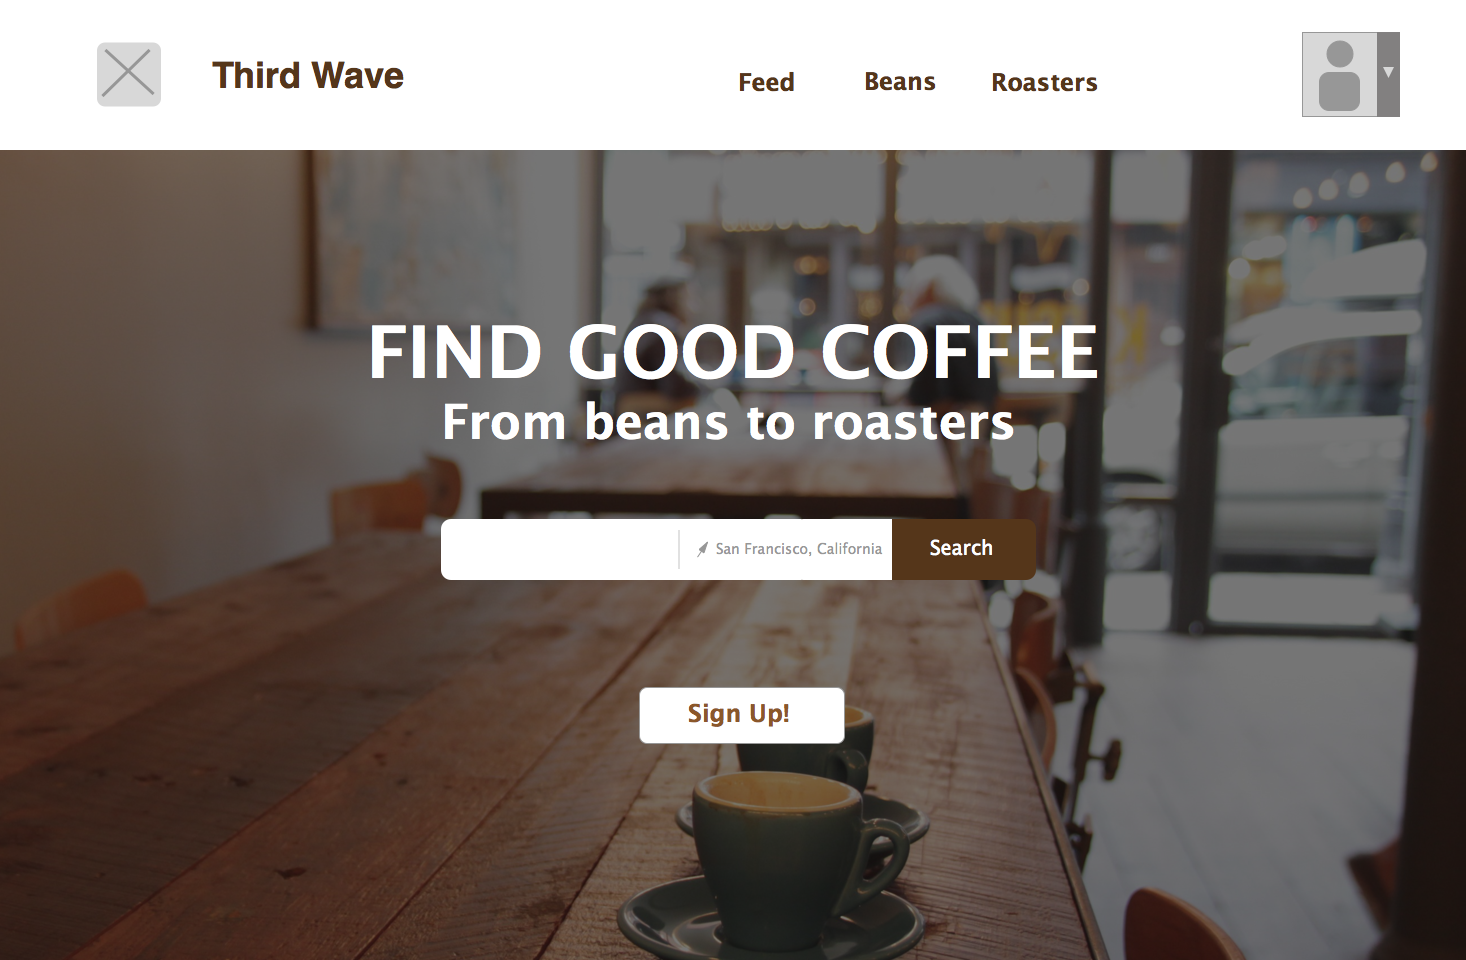 Third Wave
Feed
Beans
Roasters
FIND GOOD COFFEE
From beans to roasters
San Francisco, California
Search
Sign Up!